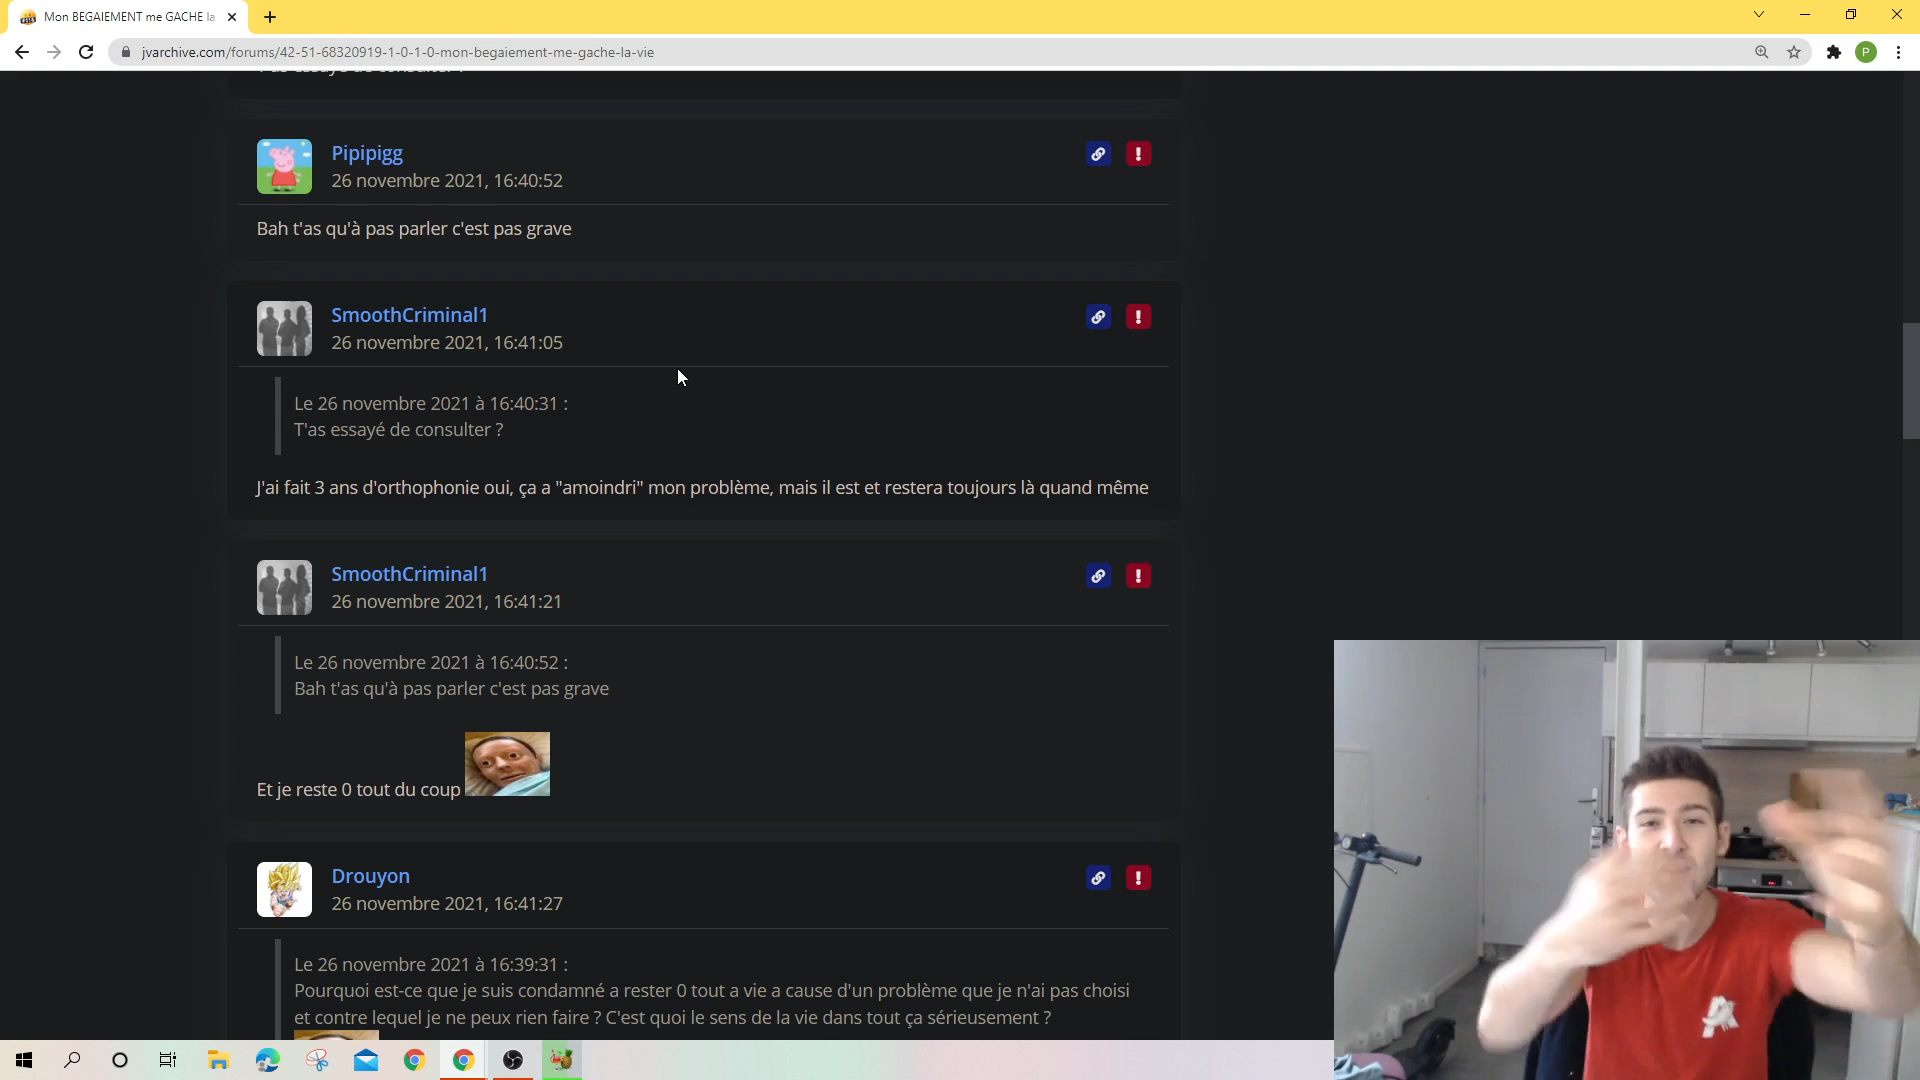 Mon BEGAIEMENT me GACHE la
jvarchive.com/forums/42-51-68320919-1-0-1-0-mon-begaiement-me-gache-la-vie
P
Pipipigg
26 novembre 2021, 16:40:52
Bah t'as qu'à pas parler c'est pas grave
SmoothCriminal1
26 novembre 2021, 16:41:05
Le 26 novembre 2021 à 16:40:31 :
T'as essayé de consulter ?
J'ai fait 3 ans d'orthophonie oui, ça a "amoindri" mon problème, mais il est et restera toujours là quand même
SmoothCriminal1
26 novembre 2021, 16:41:21
Le 26 novembre 2021 à 16:40:52 :
Bah t'as qu'à pas parler c'est pas grave
Et je reste 0 tout du coup
Drouyon
26 novembre 2021, 16:41:27
Le 26 novembre 2021 à 16:39:31 :
Pourquoi est-ce que je suis condamné a rester 0 tout a vie a cause d'un problème que je n'ai pas choisi
et contre lequel je ne peux rien faire ? C'est quoi le sens de la vie dans tout ça sérieusement ?